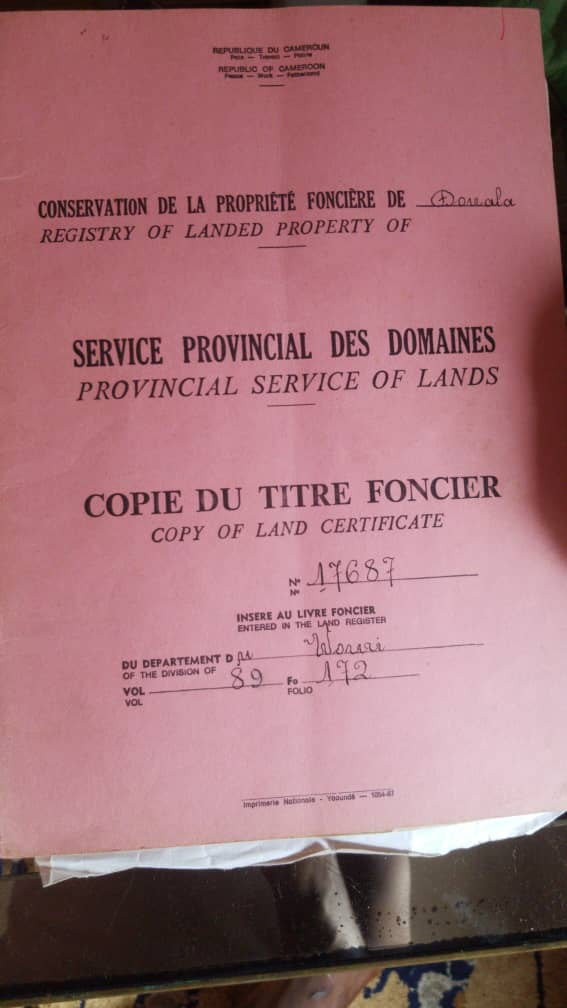 REPUBLIQUE DU CAMEROUN
Paix — Travail — Patrie
REPUBLIC OF CAMEROON
Peace — Work — Fatherland
CONSERVATION DE LA PROPRIÉTÉ FONCIÈRE DE Douala
REGISTRY OF LANDED PROPERTY OF
SERVICE PROVINCIAL DES DOMAINES
PROVINCIAL SERVICE OF LANDS
COPIE DU TITRE FONCIER
COPY OF LAND CERTIFICATE
N° 17687
N°
INSERE AU LIVRE FONCIER
ENTERED IN THE LAND REGISTER
DU DEPARTEMENT D u Wouri
OF THE DIVISION OF
VOL 89 Fo 172
VOL FOLIO
Imprimerie Nationale - Yaoundé — 1054-81